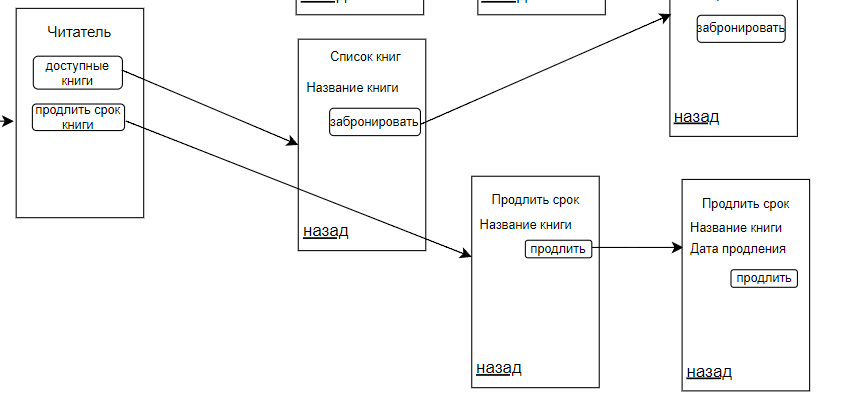 Читатель
доступные
книги
продлить срок
книги
Список книг
Название книги
забронировать
назад
забронировать
назад
Продлить срок
Название книги
продлить
назад
Продлить срок
Название книги
Дата продления
продлить
назад